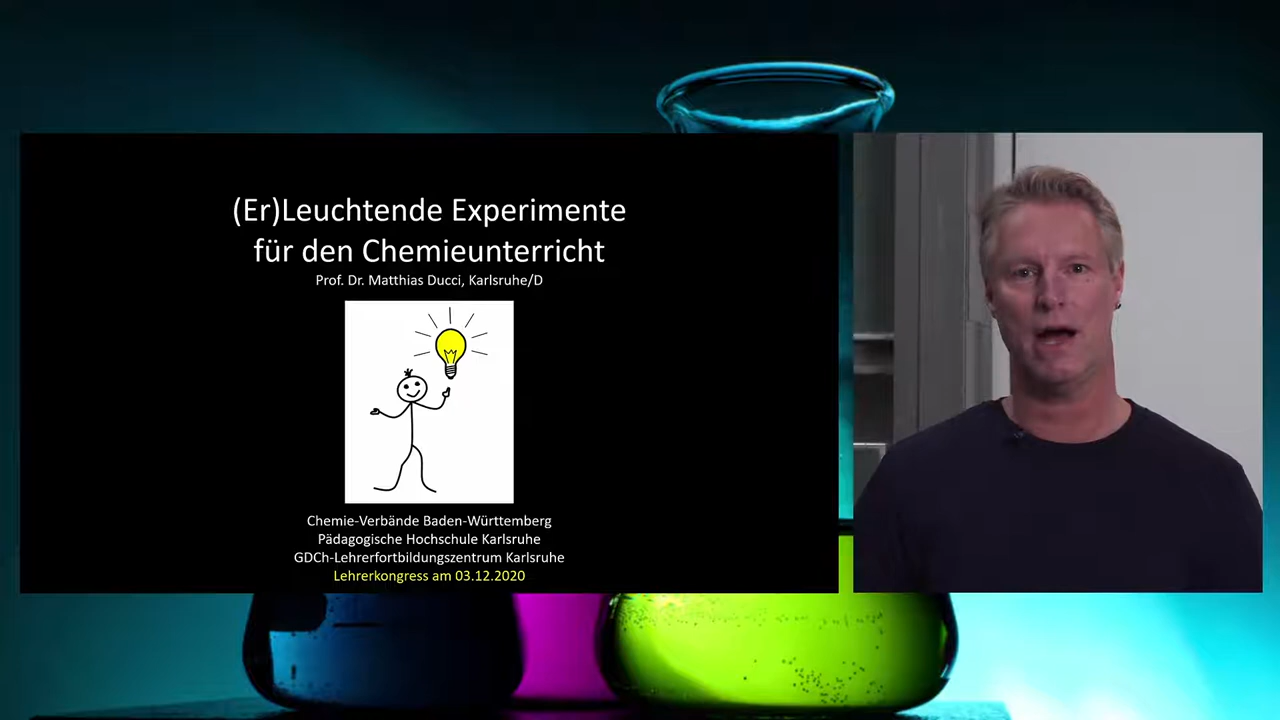 (Er)Leuchtende Experimente
für den Chemieunterricht
Prof. Dr. Matthias Ducci, Karlsruhe/D
Chemie-Verbände Baden-Württemberg
Pädagogische Hochschule Karlsruhe
GDCh-Lehrerfortbildungszentrum Karlsruhe
Lehrerkongress am 03.12.2020